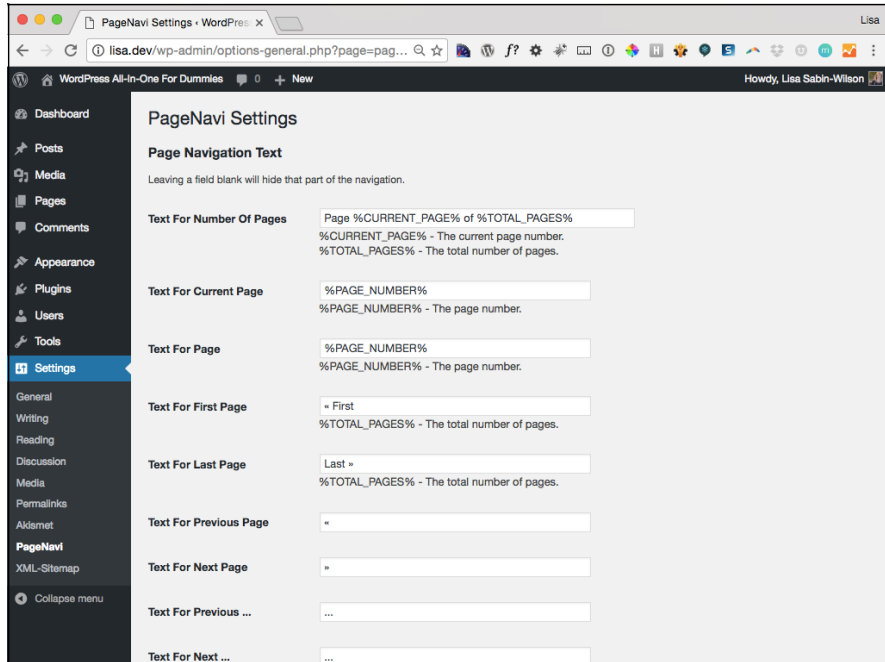 PageNavi Settings ‹ WordPres
Lisa
lisa.dev/wp-admin/options-general.php?page=pag...
f?
WordPress All-In-One For Dummies 0 + New
Howdy, Lisa Sabin-Wilson
Dashboard
Posts
Media
Pages
Comments
Appearance
Plugins
Users
Tools
Settings
General
Writing
Reading
Discussion
Media
Permalinks
Akismet
PageNavi
XML-Sitemap
Collapse menu
PageNavi Settings
Page Navigation Text
Leaving a field blank will hide that part of the navigation.
Text For Number Of Pages
Page %CURRENT_PAGE% of %TOTAL_PAGES%
%CURRENT_PAGE% - The current page number.
%TOTAL_PAGES% - The total number of pages.
Text For Current Page
%PAGE_NUMBER%
%PAGE_NUMBER% - The page number.
Text For Page
%PAGE_NUMBER%
%PAGE_NUMBER% - The page number.
Text For First Page
« First
%TOTAL_PAGES% - The total number of pages.
Text For Last Page
Last »
%TOTAL_PAGES% - The total number of pages.
Text For Previous Page
«
Text For Next Page
»
Text For Previous ...
...
Text For Next ...
...